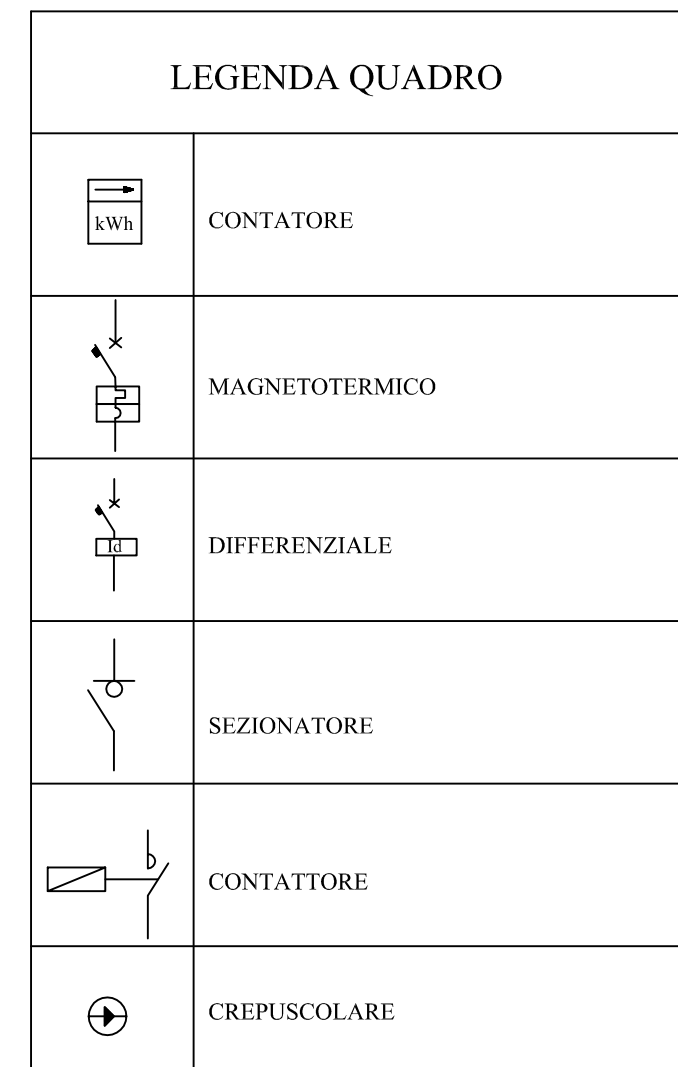 LEGENDA QUADRO
kWh
CONTATORE
MAGNETOTERMICO
Id
DIFFERENZIALE
SEZIONATORE
CONTATTORE
CREPUSCOLARE